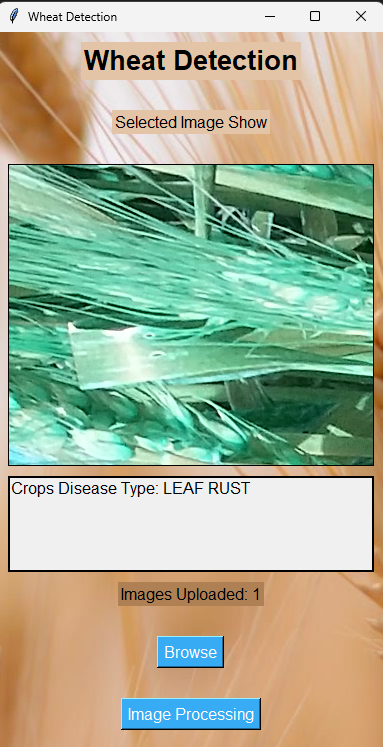 Wheat Detection
Wheat Detection
Selected Image Show
Crops Disease Type: LEAF RUST
Images Uploaded: 1
Browse
Image Processing